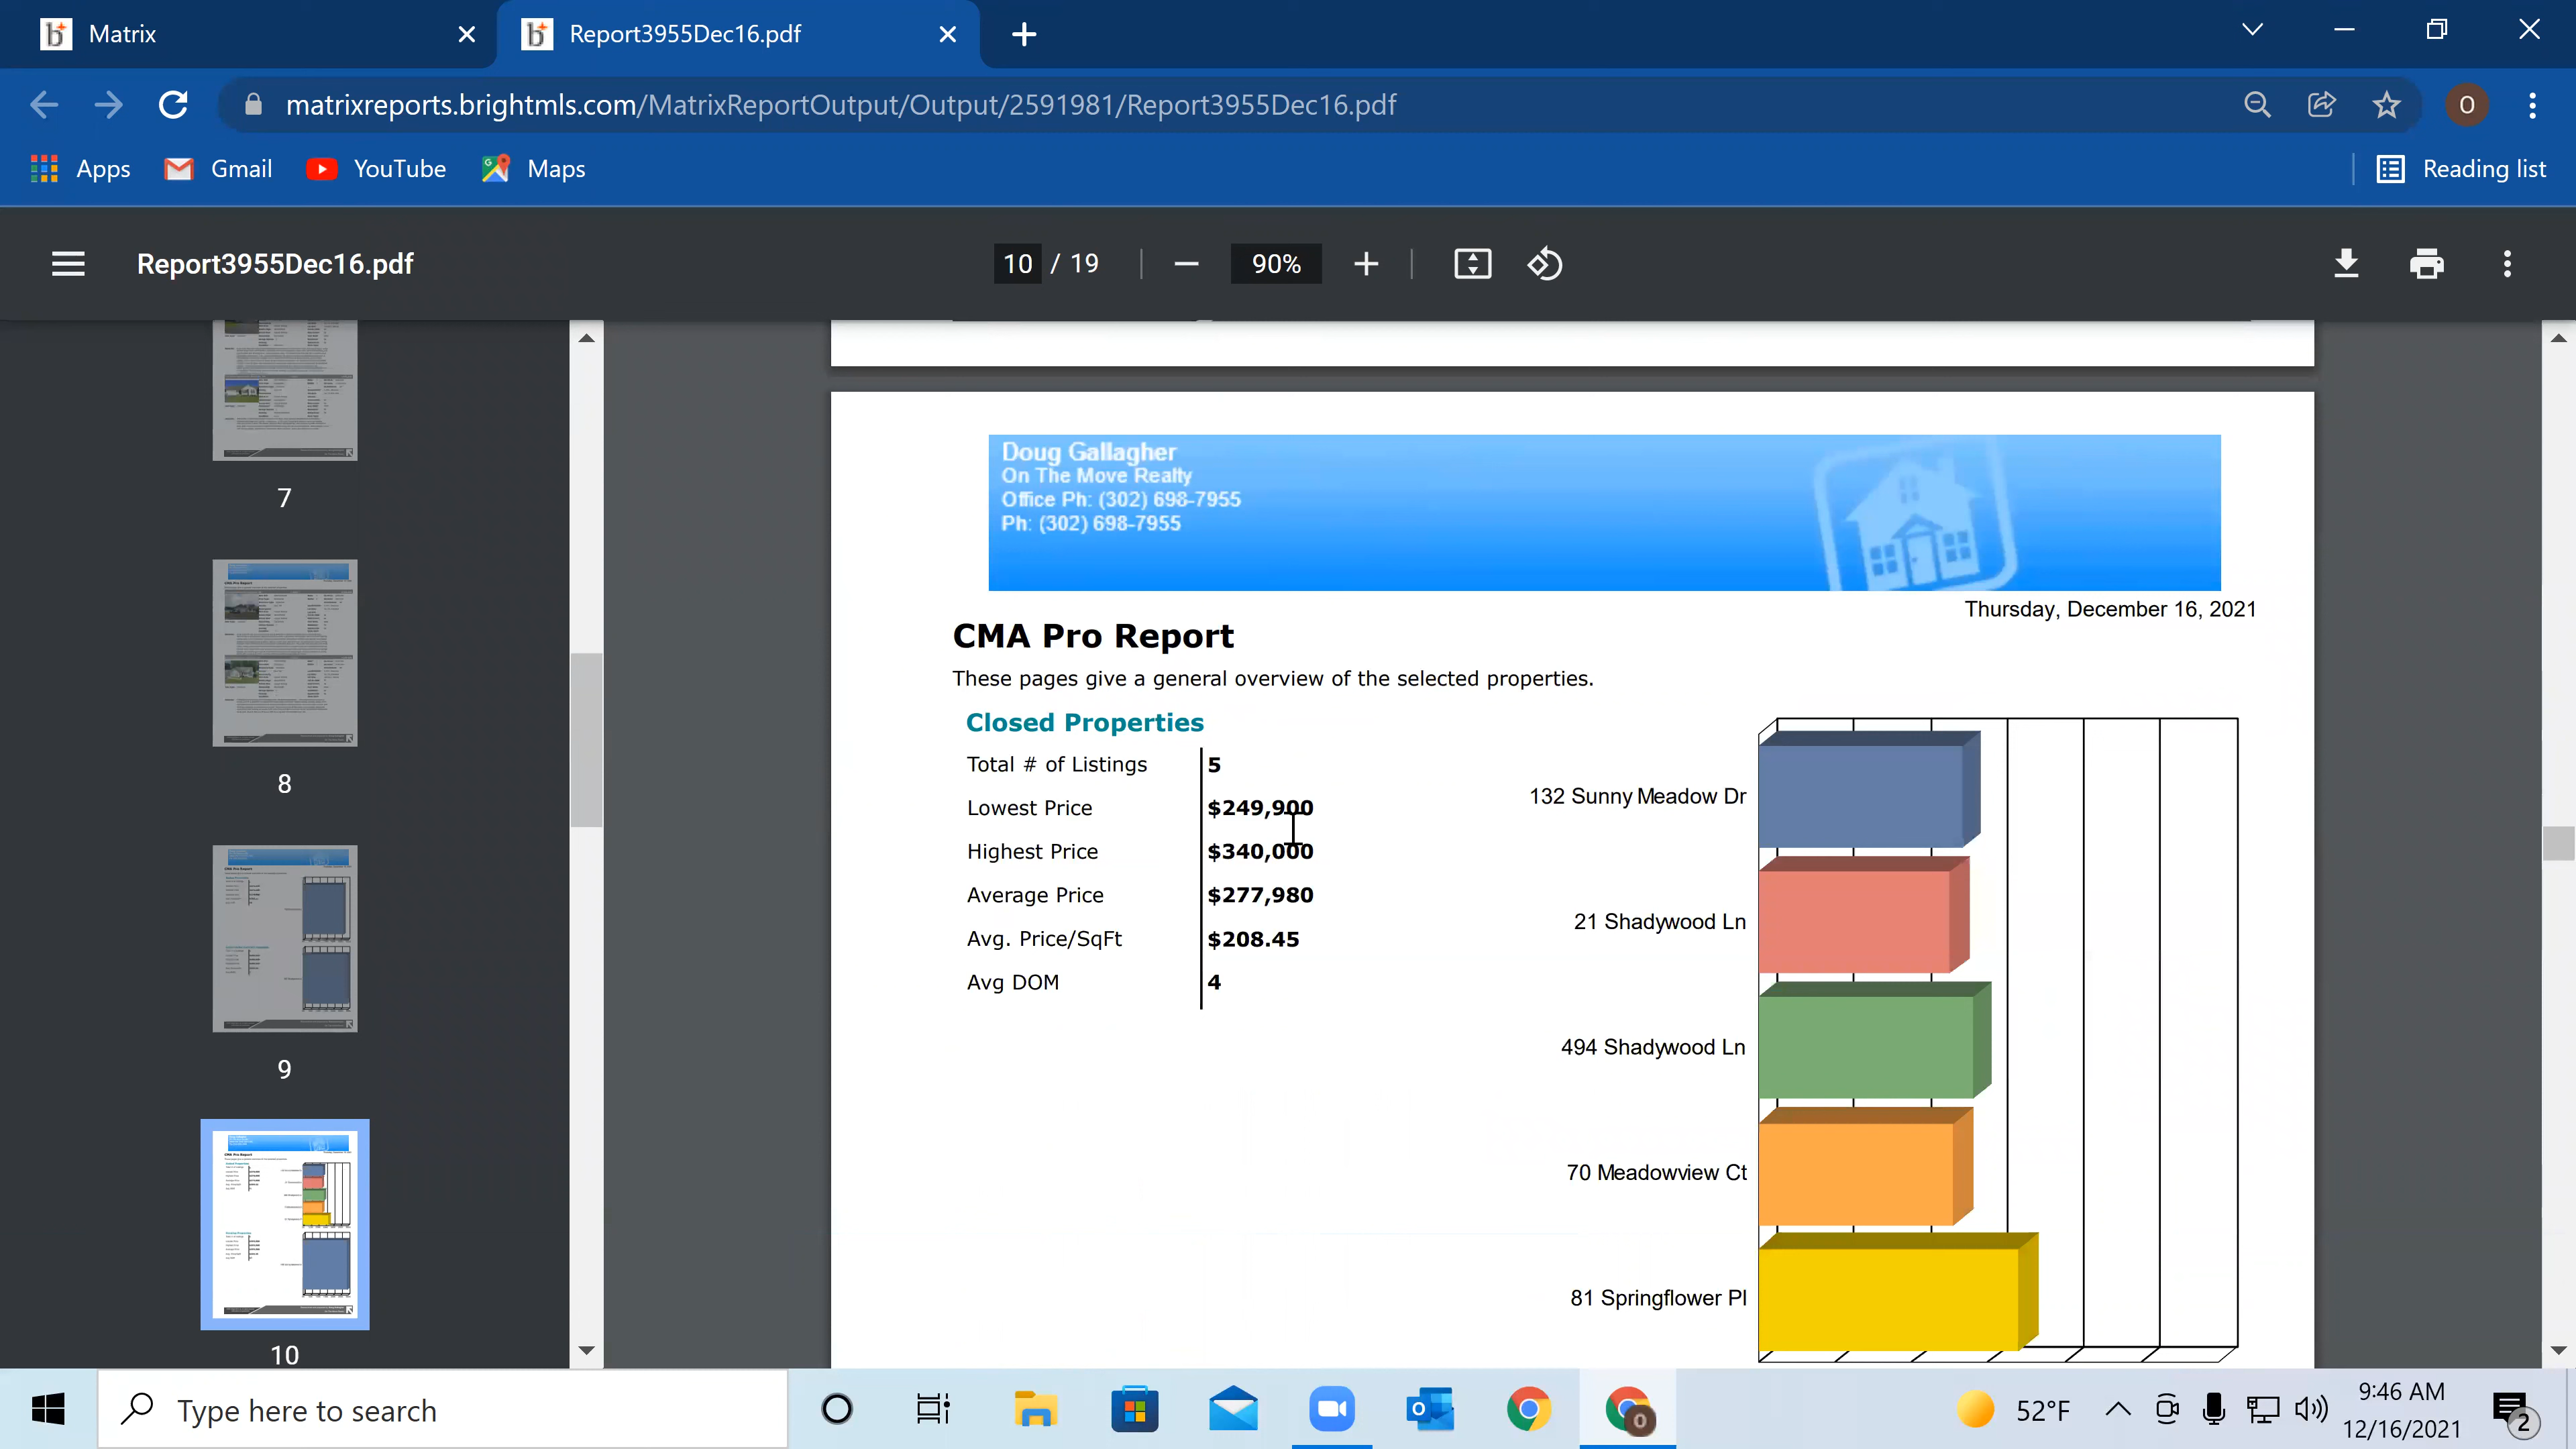 Matrix
Report3955Dec16.pdf
matrixreports.brightmls.com/MatrixReportOutput/Output/2591981/Report3955Dec16.pdf
O
Apps
Gmail
YouTube
Maps
Reading list
Report3955Dec16.pdf
10 / 19
90%
7
8
9
10
Doug Gallagher
On The Move Realty
Office Ph: (302) 698-7955
Ph: (302) 698-7955
Thursday, December 16, 2021
CMA Pro Report
These pages give a general overview of the selected properties.
Closed Properties
Total # of Listings 5
Lowest Price $249,900
Highest Price $340,000
Average Price $277,980
Avg. Price/SqFt $208.45
Avg DOM 4
132 Sunny Meadow Dr
21 Shadywood Ln
494 Shadywood Ln
70 Meadowview Ct
81 Springflower Pl
Type here to search
52°F
9:46 AM
12/16/2021
2